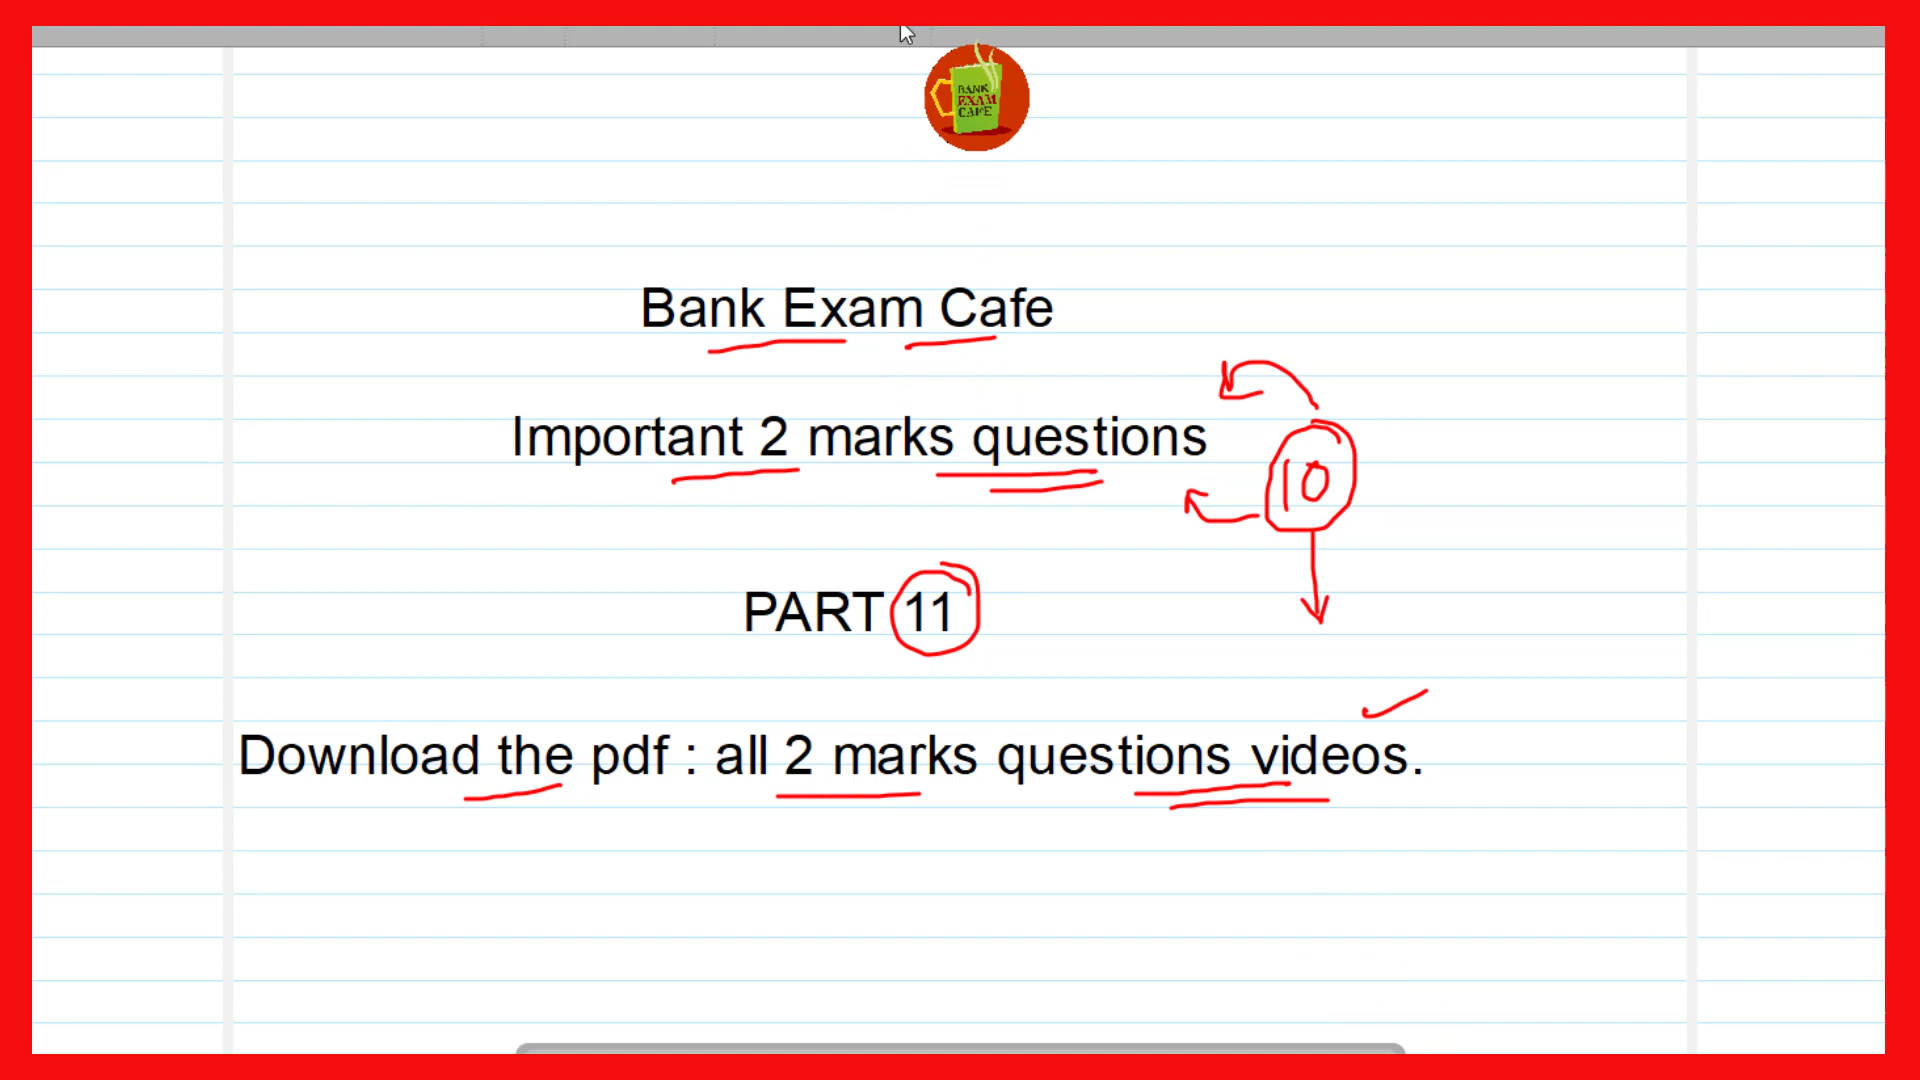 BANK
EXAM
CAFE
Bank Exam Cafe
Important 2 marks questions
10
PART 11
Download the pdf : all 2 marks questions videos.